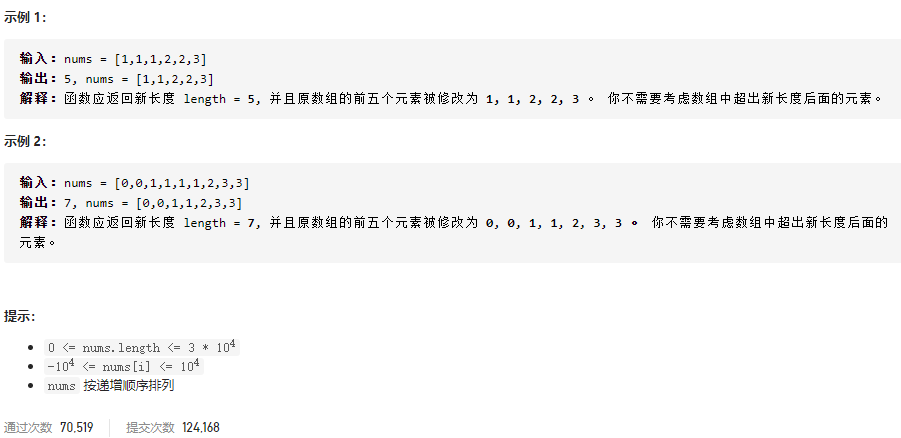 示例 1：
输入：nums = [1,1,1,2,2,3]
输出：5, nums = [1,1,2,2,3]
解释：函数应返回新长度 length = 5, 并且原数组的前五个元素被修改为 1, 1, 2, 2, 3 。 你不需要考虑数组中超出新长度后面的元素。
示例 2：
输入：nums = [0,0,1,1,1,1,2,3,3]
输出：7, nums = [0,0,1,1,2,3,3]
解释：函数应返回新长度 length = 7, 并且原数组的前五个元素被修改为 0, 0, 1, 1, 2, 3, 3 。 你不需要考虑数组中超出新长度后面的
元素。
提示：
0 <= nums.length <= 3 * 10⁴
-10⁴ <= nums[i] <= 10⁴
nums 按递增顺序排列
通过次数 70,519 提交次数 124,168